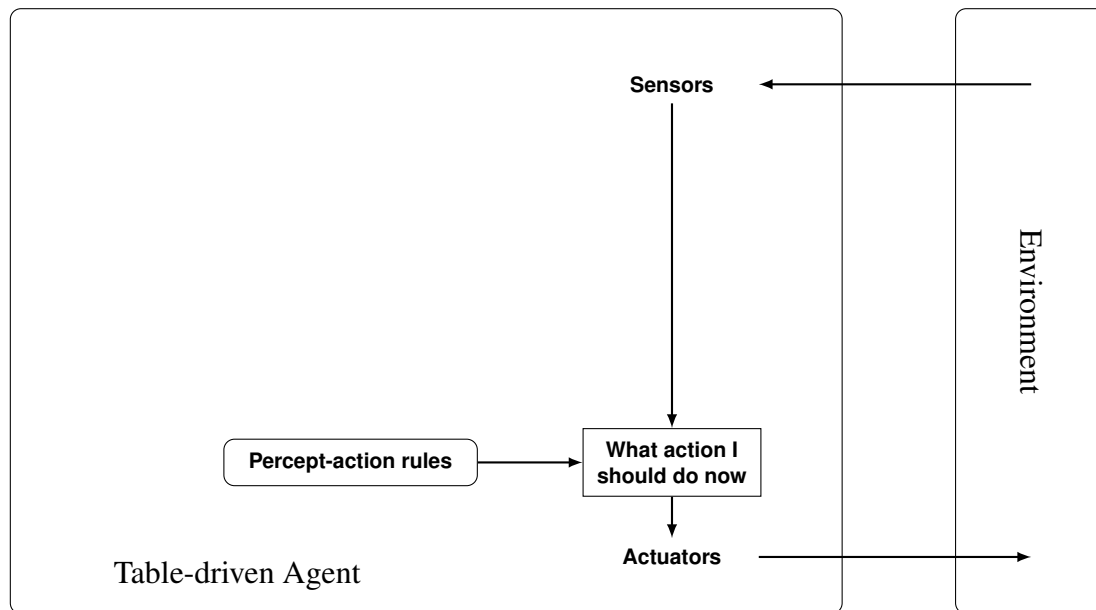 Sensors
Environment
Percept-action rules
What action I
should do now
Actuators
Table-driven Agent